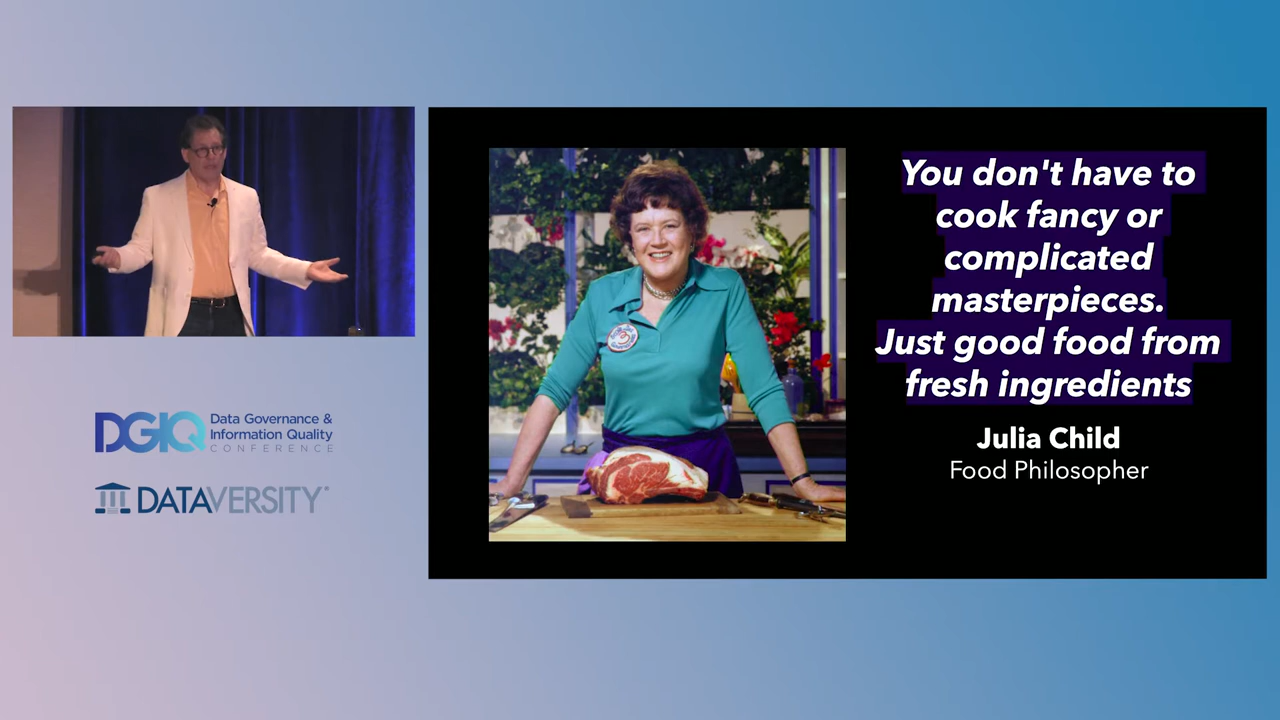 DGIQ
Data Governance &
Information Quality
CONFERENCE
DATAVERSITY
You don't have to
cook fancy or
complicated
masterpieces.
Just good food from
fresh ingredients
Julia Child
Food Philosopher